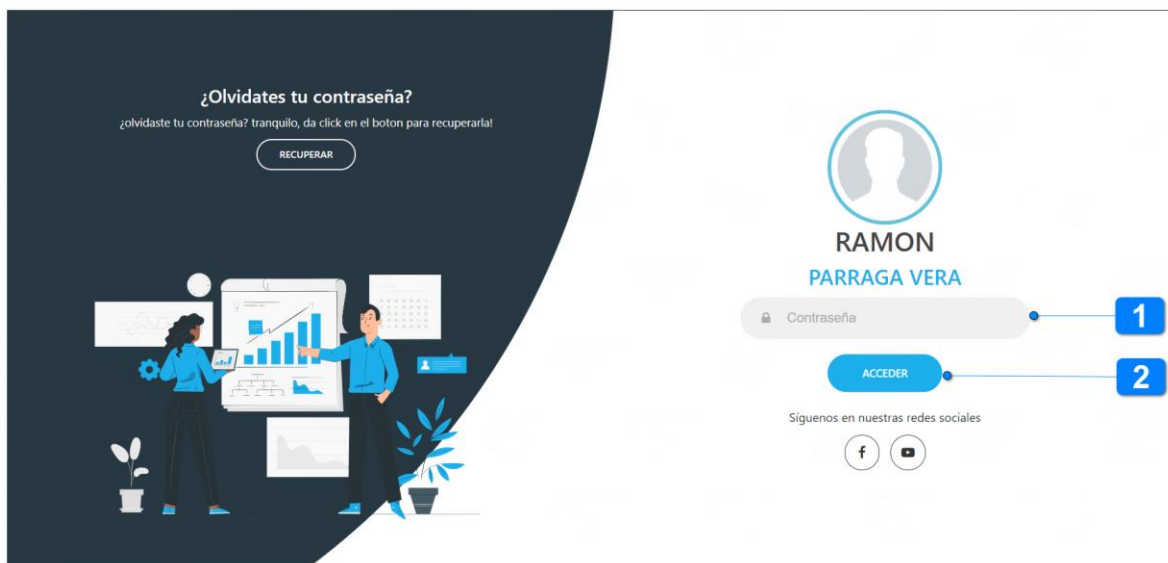 ¿Olvidates tu contraseña?
¿olvidaste tu contraseña? tranquilo, da click en el boton para recuperarla!
RECUPERAR
RAMON
PARRAGA VERA
Contraseña
1
ACCEDER
2
Síguenos en nuestras redes sociales